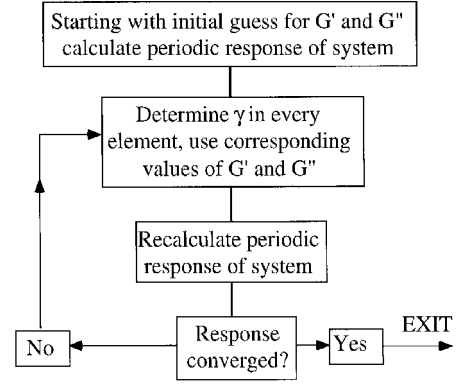 Starting with initial guess for G' and G"
calculate periodic response of system
Determine γ in every
element, use corresponding
values of G' and G"
Recalculate periodic
response of system
Response
converged?
No
Yes
EXIT